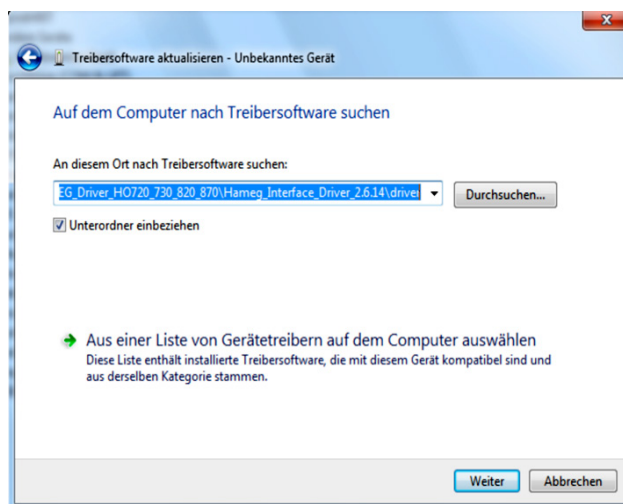 Treibersoftware aktualisieren - Unbekanntes Gerät
Auf dem Computer nach Treibersoftware suchen
An diesem Ort nach Treibersoftware suchen:
EG_Driver_HO720_730_820_870\Hameg_Interface_Driver_2.6.14\driver
Durchsuchen...
Unterordner einbeziehen
Aus einer Liste von Gerätetreibern auf dem Computer auswählen
Diese Liste enthält installierte Treibersoftware, die mit diesem Gerät kompatibel sind und
aus derselben Kategorie stammen.
Weiter
Abbrechen